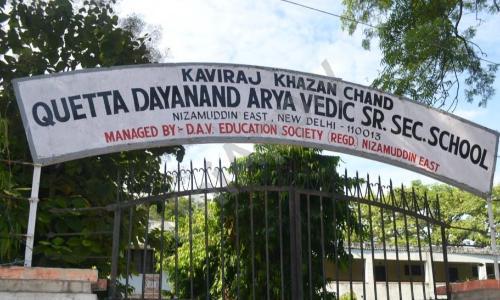 KAVIRAJ KHAZAN CHAND
QUETTA DAYANAND ARYA VEDIC SR SEC. SCHOOL
NIZAMUDDIN EAST, NEW DELHI - 110013
MANAGED BY:- D.A.V. EDUCATION SOCIETY (REGD.) NIZAMUDDIN EAST